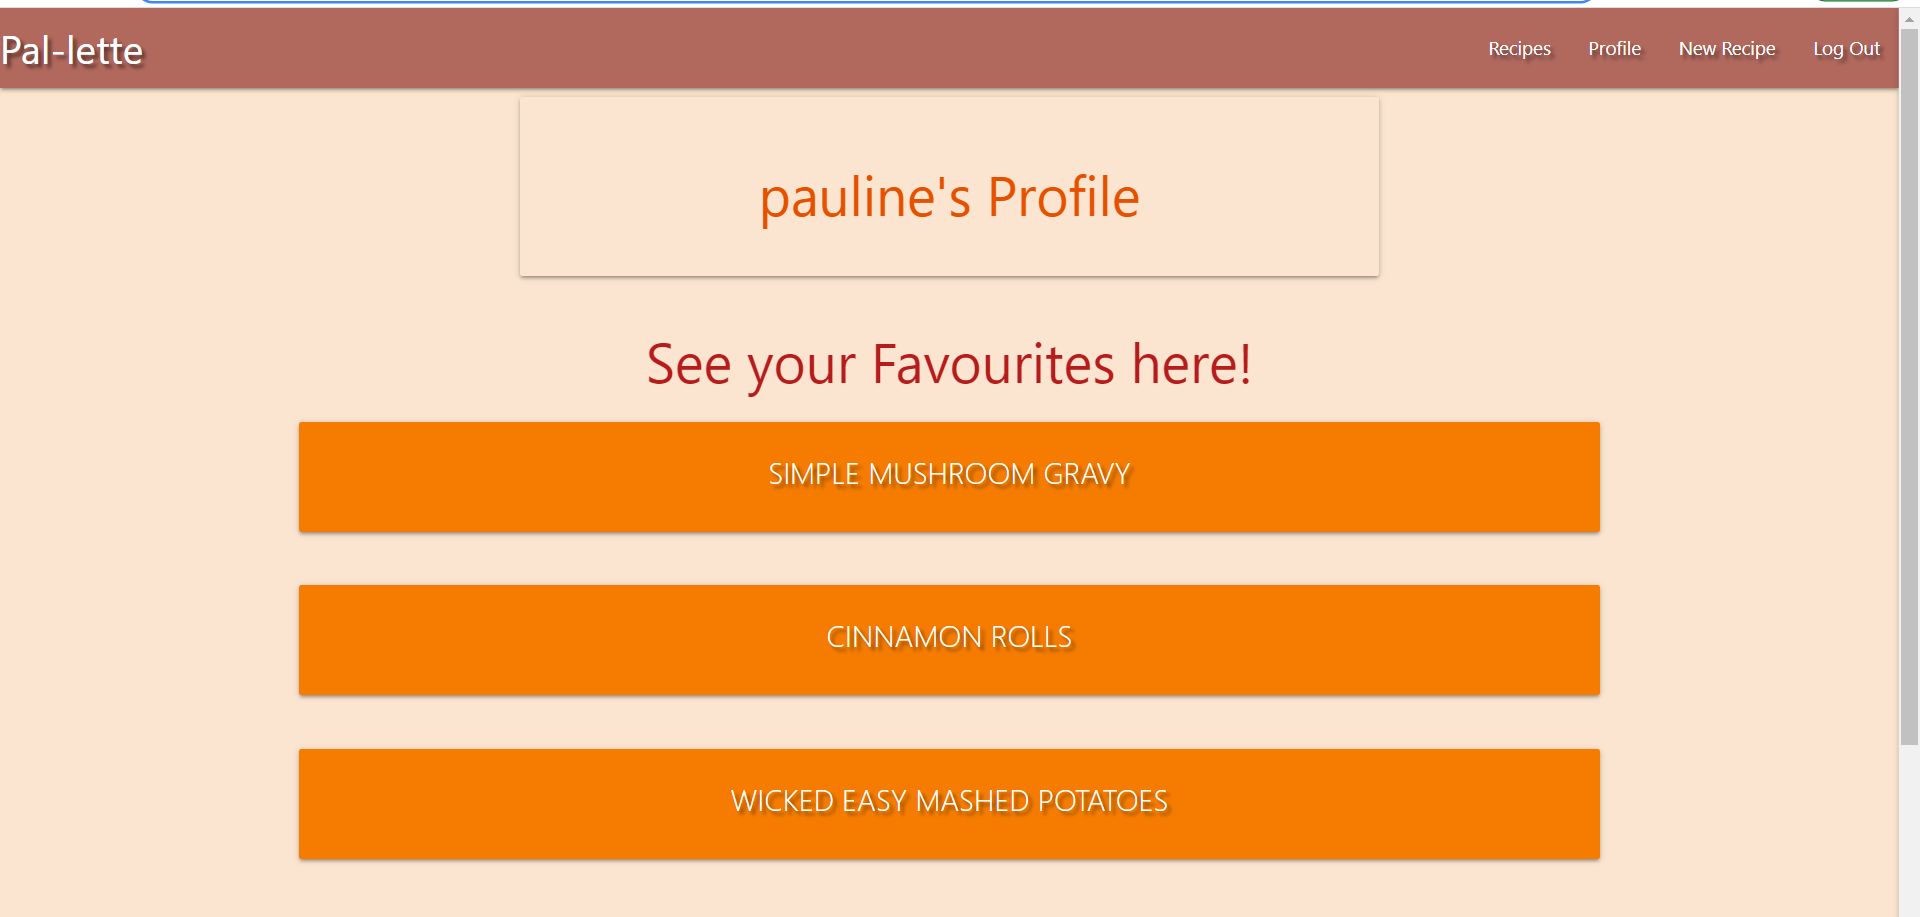 Pal-lette
Recipes Profile New Recipe Log Out
pauline's Profile
See your Favourites here!
SIMPLE MUSHROOM GRAVY
CINNAMON ROLLS
WICKED EASY MASHED POTATOES